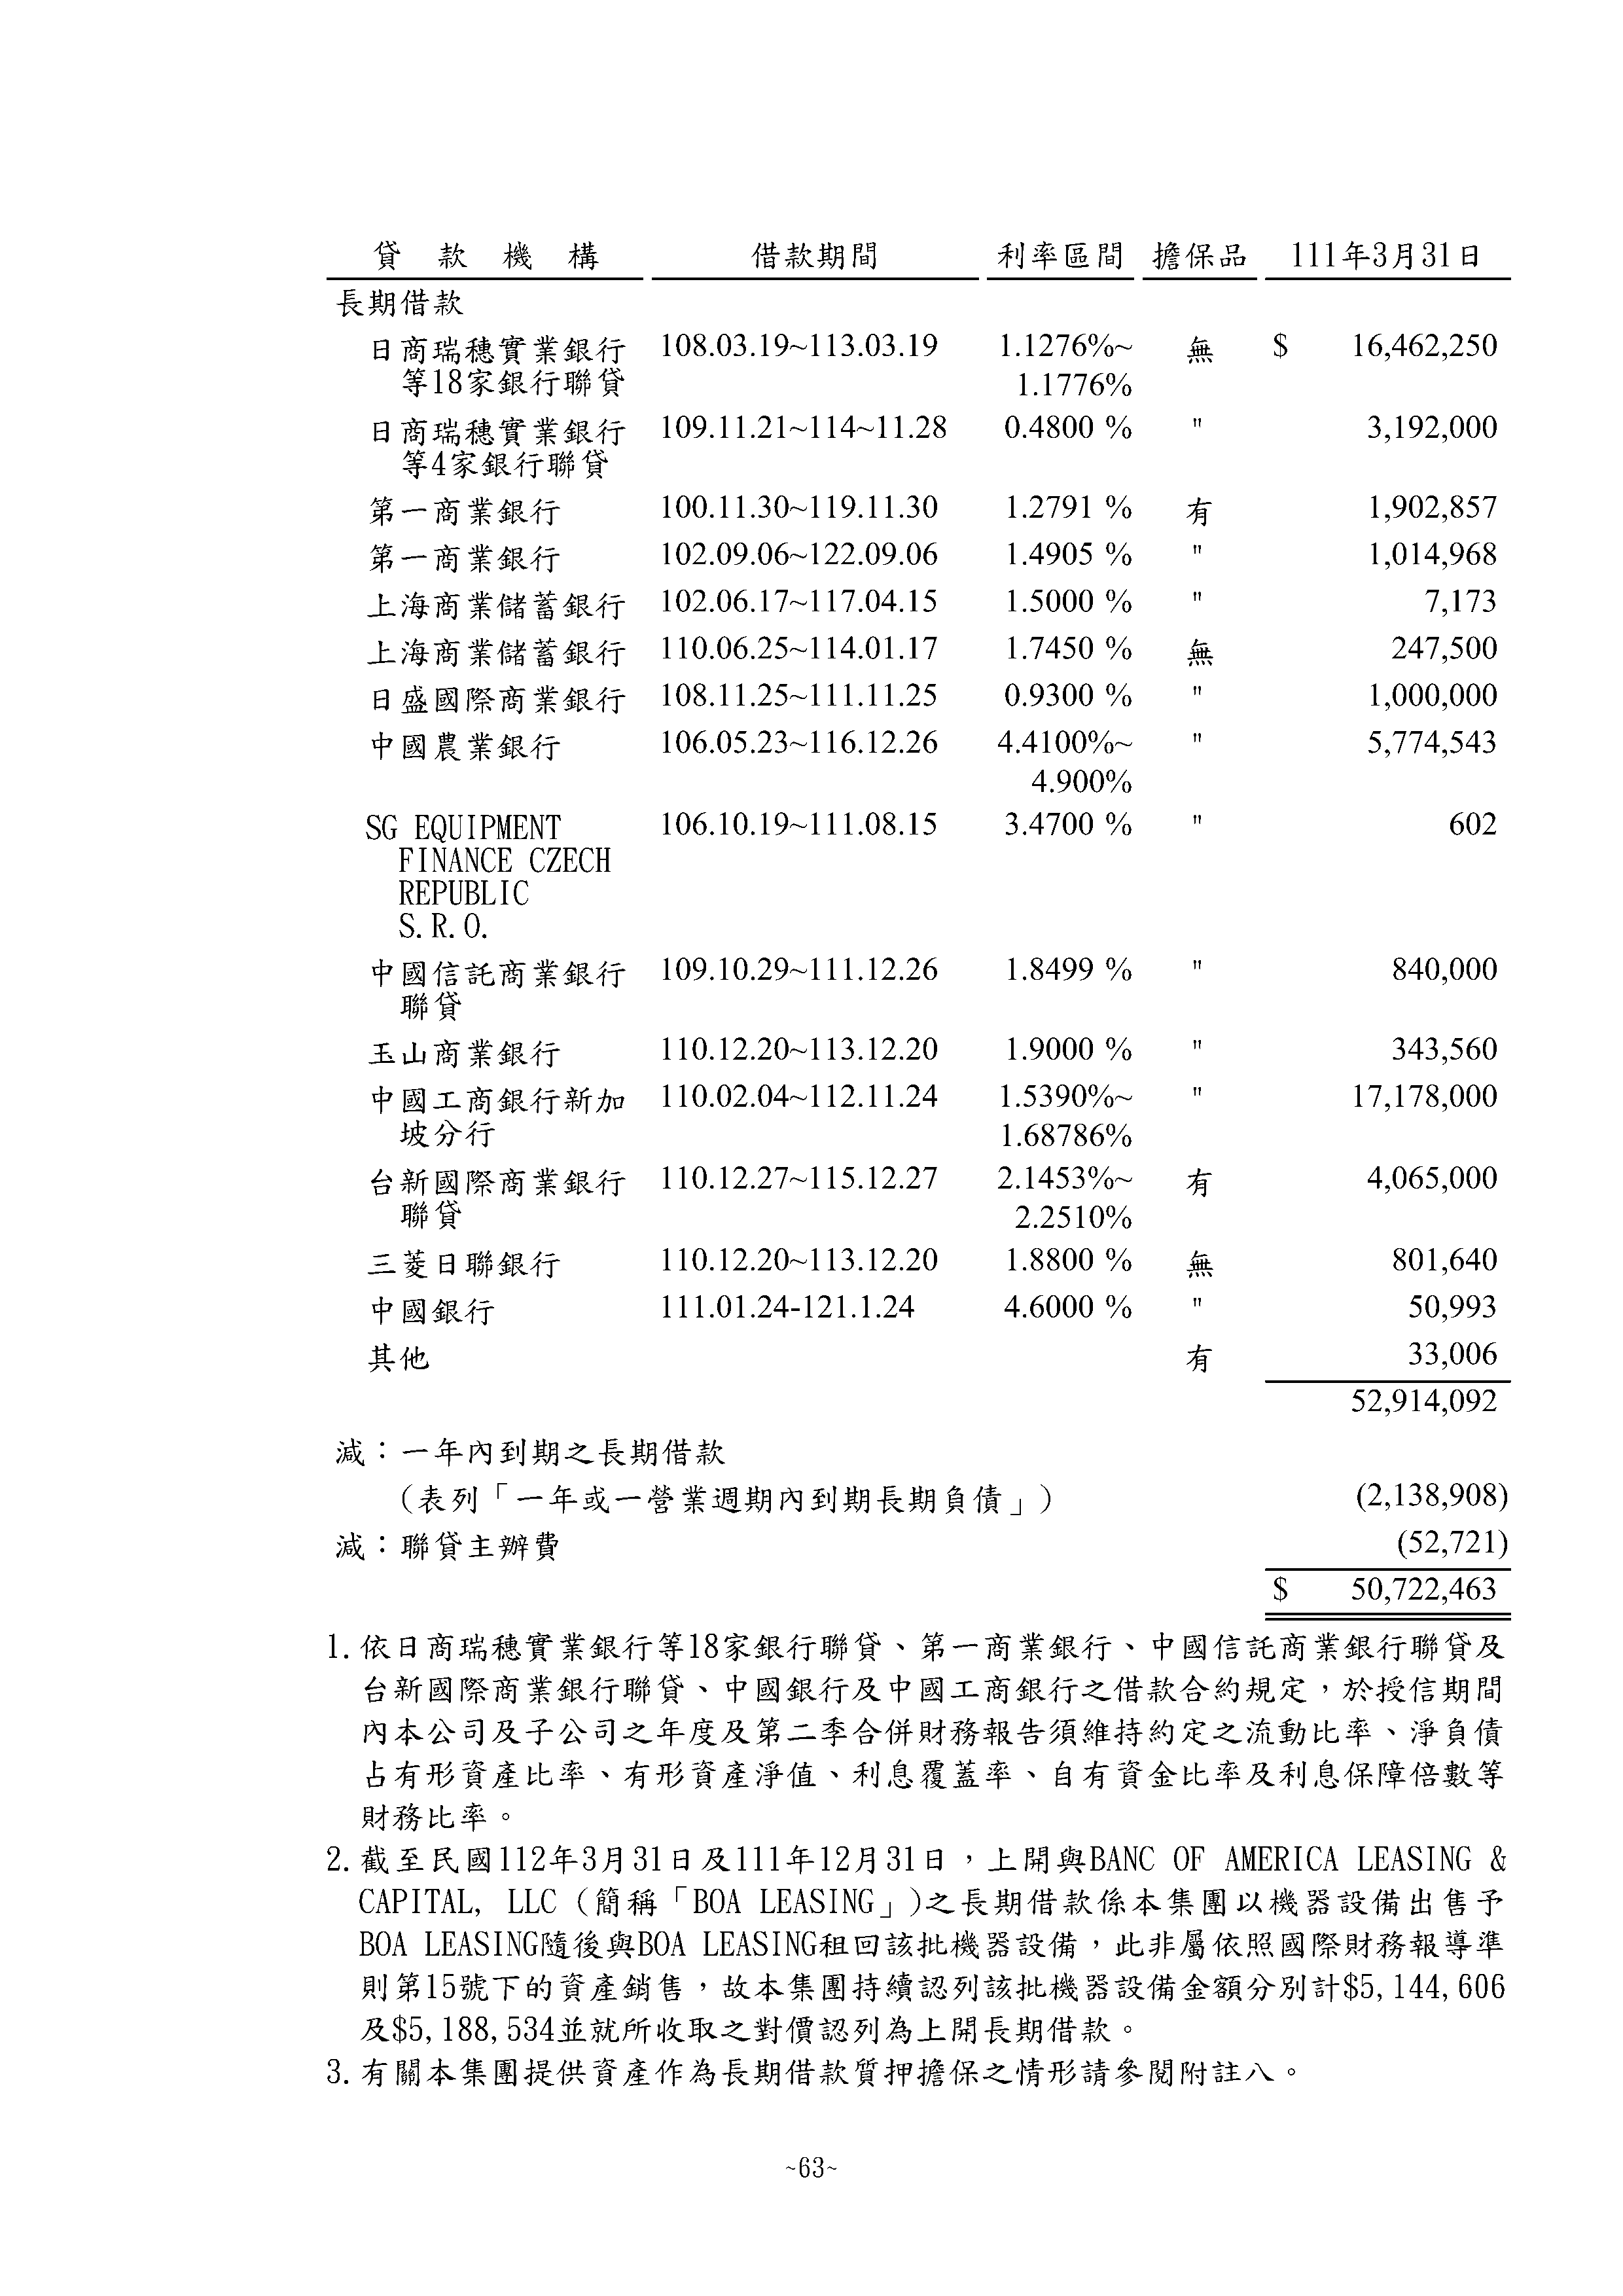 貸 款 機 構 借款期間 利率區間 擔保品 111年3月31日
長期借款
日商瑞穗實業銀行 108.03.19~113.03.19 1.1276%~ 無 $ 16,462,250
等18家銀行聯貸 1.1776%
日商瑞穗實業銀行 109.11.21~114~11.28 0.4800 % " 3,192,000
等4家銀行聯貸
第一商業銀行 100.11.30~119.11.30 1.2791 % 有 1,902,857
第一商業銀行 102.09.06~122.09.06 1.4905 % " 1,014,968
上海商業儲蓄銀行 102.06.17~117.04.15 1.5000 % " 7,173
上海商業儲蓄銀行 110.06.25~114.01.17 1.7450 % 無 247,500
日盛國際商業銀行 108.11.25~111.11.25 0.9300 % " 1,000,000
中國農業銀行 106.05.23~116.12.26 4.4100%~ " 5,774,543
4.900%
SG EQUIPMENT 106.10.19~111.08.15 3.4700 % " 602
FINANCE CZECH
REPUBLIC
S.R.O.
中國信託商業銀行 109.10.29~111.12.26 1.8499 % " 840,000
聯貸
玉山商業銀行 110.12.20~113.12.20 1.9000 % " 343,560
中國工商銀行新加 110.02.04~112.11.24 1.5390%~ " 17,178,000
坡分行 1.68786%
台新國際商業銀行 110.12.27~115.12.27 2.1453%~ 有 4,065,000
聯貸 2.2510%
三菱日聯銀行 110.12.20~113.12.20 1.8800 % 無 801,640
中國銀行 111.01.24-121.1.24 4.6000 % " 50,993
其他 有 33,006
52,914,092
減：一年內到期之長期借款
(表列「一年或一營業週期內到期長期負債」) (2,138,908)
減：聯貸主辦費 (52,721)
$ 50,722,463
1.依日商瑞穗實業銀行等18家銀行聯貸、第一商業銀行、中國信託商業銀行聯貸及
台新國際商業銀行聯貸、中國銀行及中國工商銀行之借款合約規定，於授信期間
內本公司及子公司之年度及第二季合併財務報告須維持約定之流動比率、淨負債
占有形資產比率、有形資產淨值、利息覆蓋率、自有資金比率及利息保障倍數等
財務比率。
2.截至民國112年3月31日及111年12月31日，上開與BANC OF AMERICA LEASING &
CAPITAL, LLC (簡稱「BOA LEASING」)之長期借款係本集團以機器設備出售予
BOA LEASING隨後與BOA LEASING租回該批機器設備，此非屬依照國際財務報導準
則第15號下的資產銷售，故本集團持續認列該批機器設備金額分別計$5,144,606
及$5,188,534並就所收取之對價認列為上開長期借款。
3.有關本集團提供資產作為長期借款質押擔保之情形請參閱附註八。
~63~